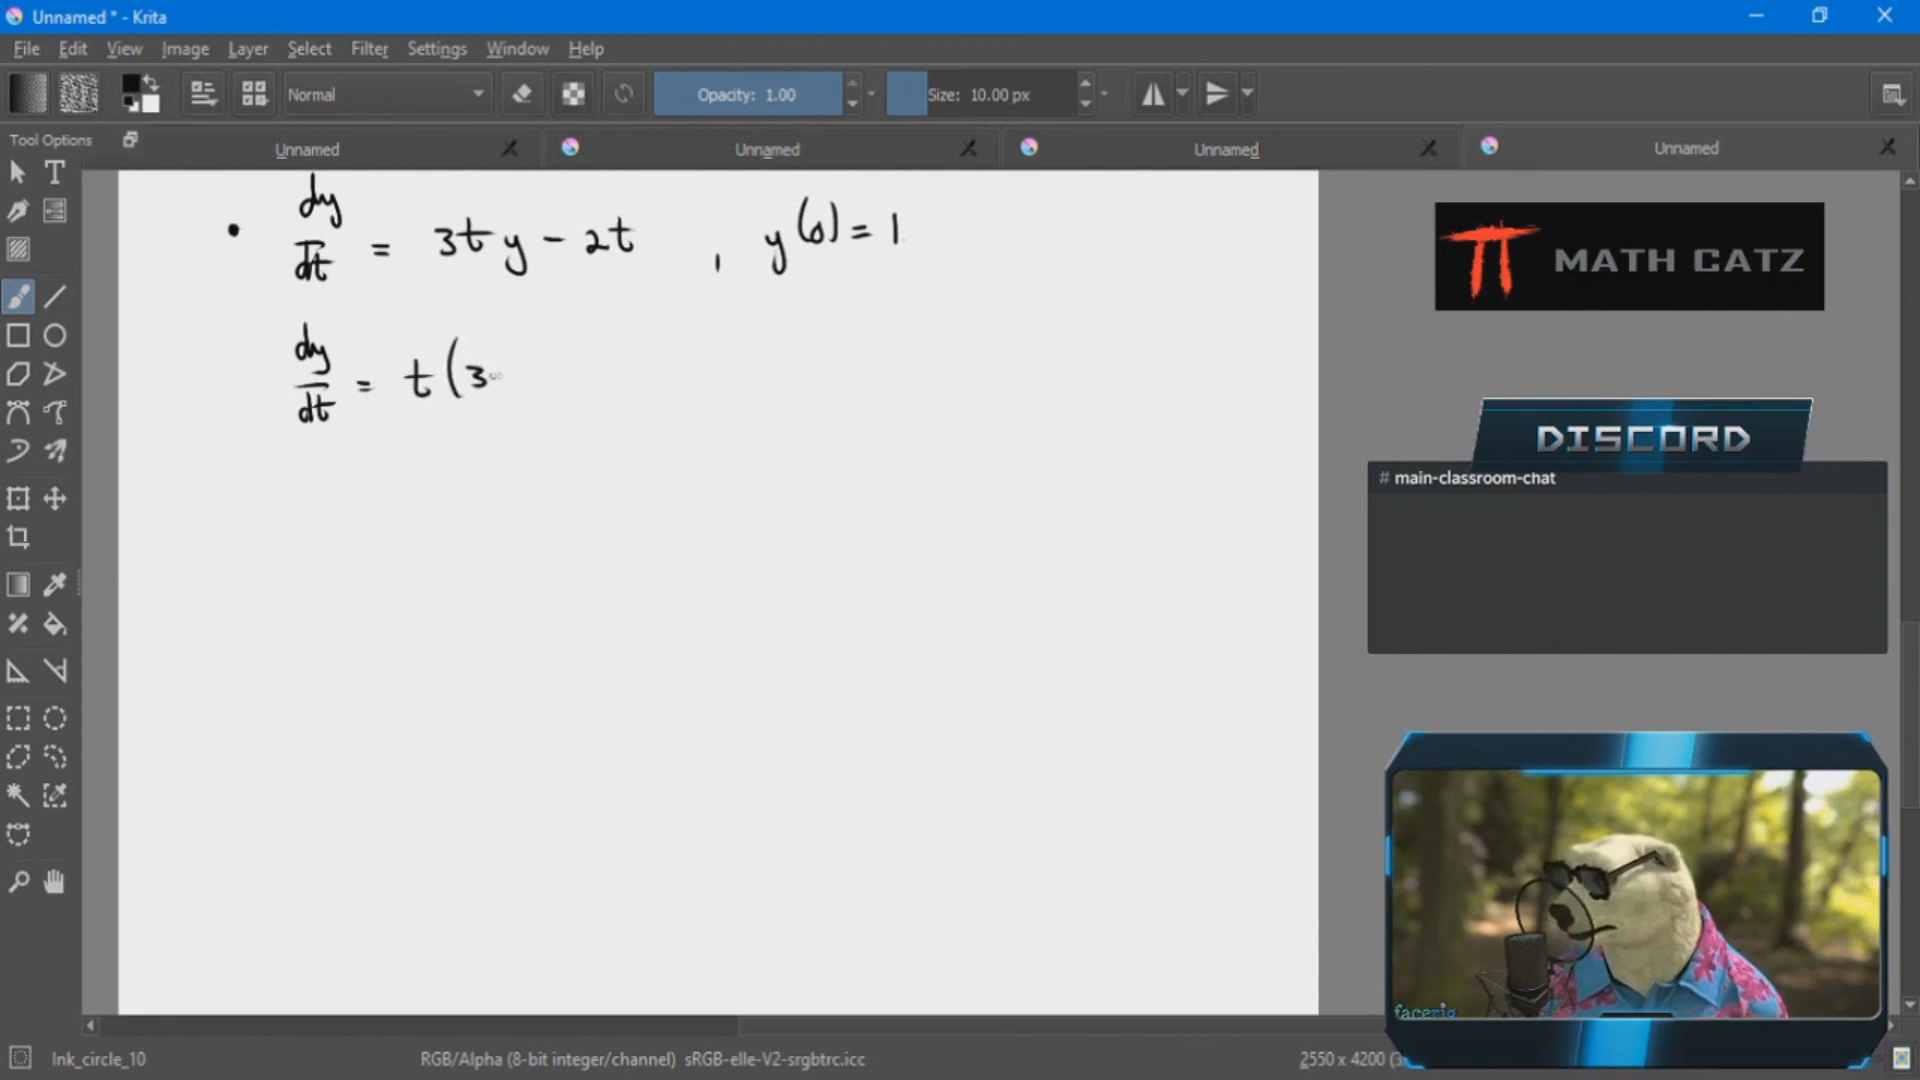 Unnamed * - Krita
File Edit View Image Layer Select Filter Settings Window Help
Normal Opacity: 1.00 Size: 10.00 px
Tool Options
Unnamed Unnamed Unnamed Unnamed
dy/dt = 3ty - 2t , y(0) = 1
dy/dt = t(3
MATH CATZ
DISCORD
# main-classroom-chat
facerig
Ink_circle_10 RGB/Alpha (8-bit integer/channel) sRGB-elle-V2-srgbtrc.icc 2550 x 4200